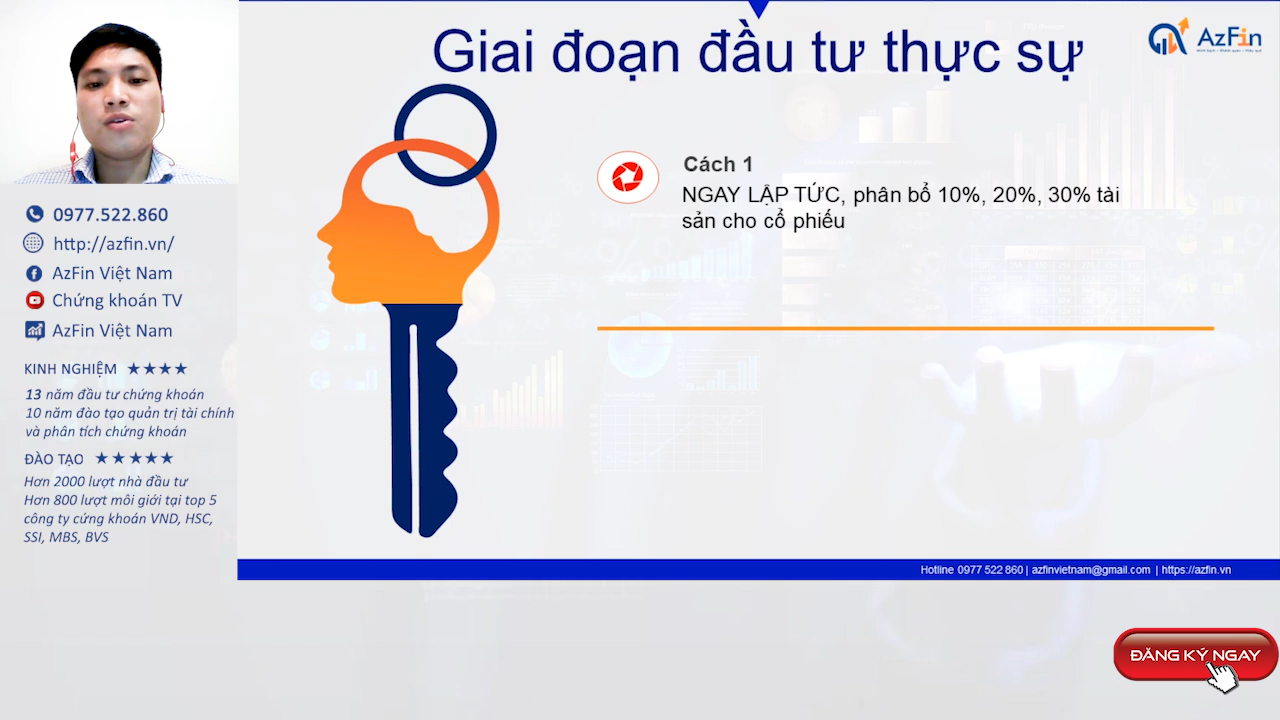 Giai đoạn đầu tư thực sự
AzFin
Cách 1
NGAY LẬP TỨC, phân bổ 10%, 20%, 30% tài
sản cho cổ phiếu
0977.522.860
http://azfin.vn/
AzFin Việt Nam
Chứng khoán TV
AzFin Việt Nam
KINH NGHIỆM ★★★★
13 năm đầu tư chứng khoán
10 năm đào tạo quản trị tài chính
và phân tích chứng khoán
ĐÀO TẠO ★★★★★
Hơn 2000 lượt nhà đầu tư
Hơn 800 lượt môi giới tại top 5
công ty cứng khoán VND, HSC,
SSI, MBS, BVS
Hotline 0977 522 860 | azfinvietnam@gmail.com | https://azfin.vn
ĐĂNG KÝ NGAY